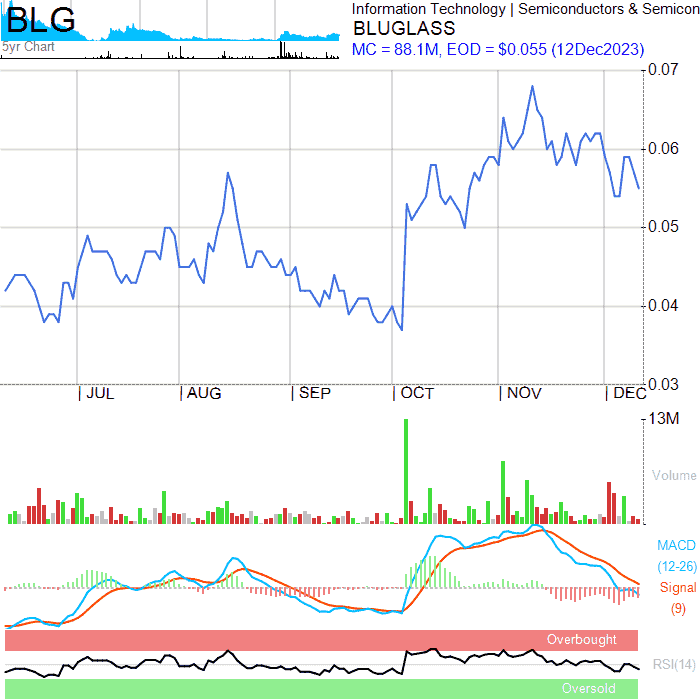 BLG
Information Technology | Semiconductors & Semicon
BLUGLASS
5yr Chart
MC = 88.1M, EOD = $0.055 (12Dec2023)
0.07
0.06
0.05
0.04
0.03
| JUL | AUG | SEP | OCT | NOV | DEC
13M
Volume
MACD
(12-26)
Signal
(9)
Overbought
RSI(14)
Oversold